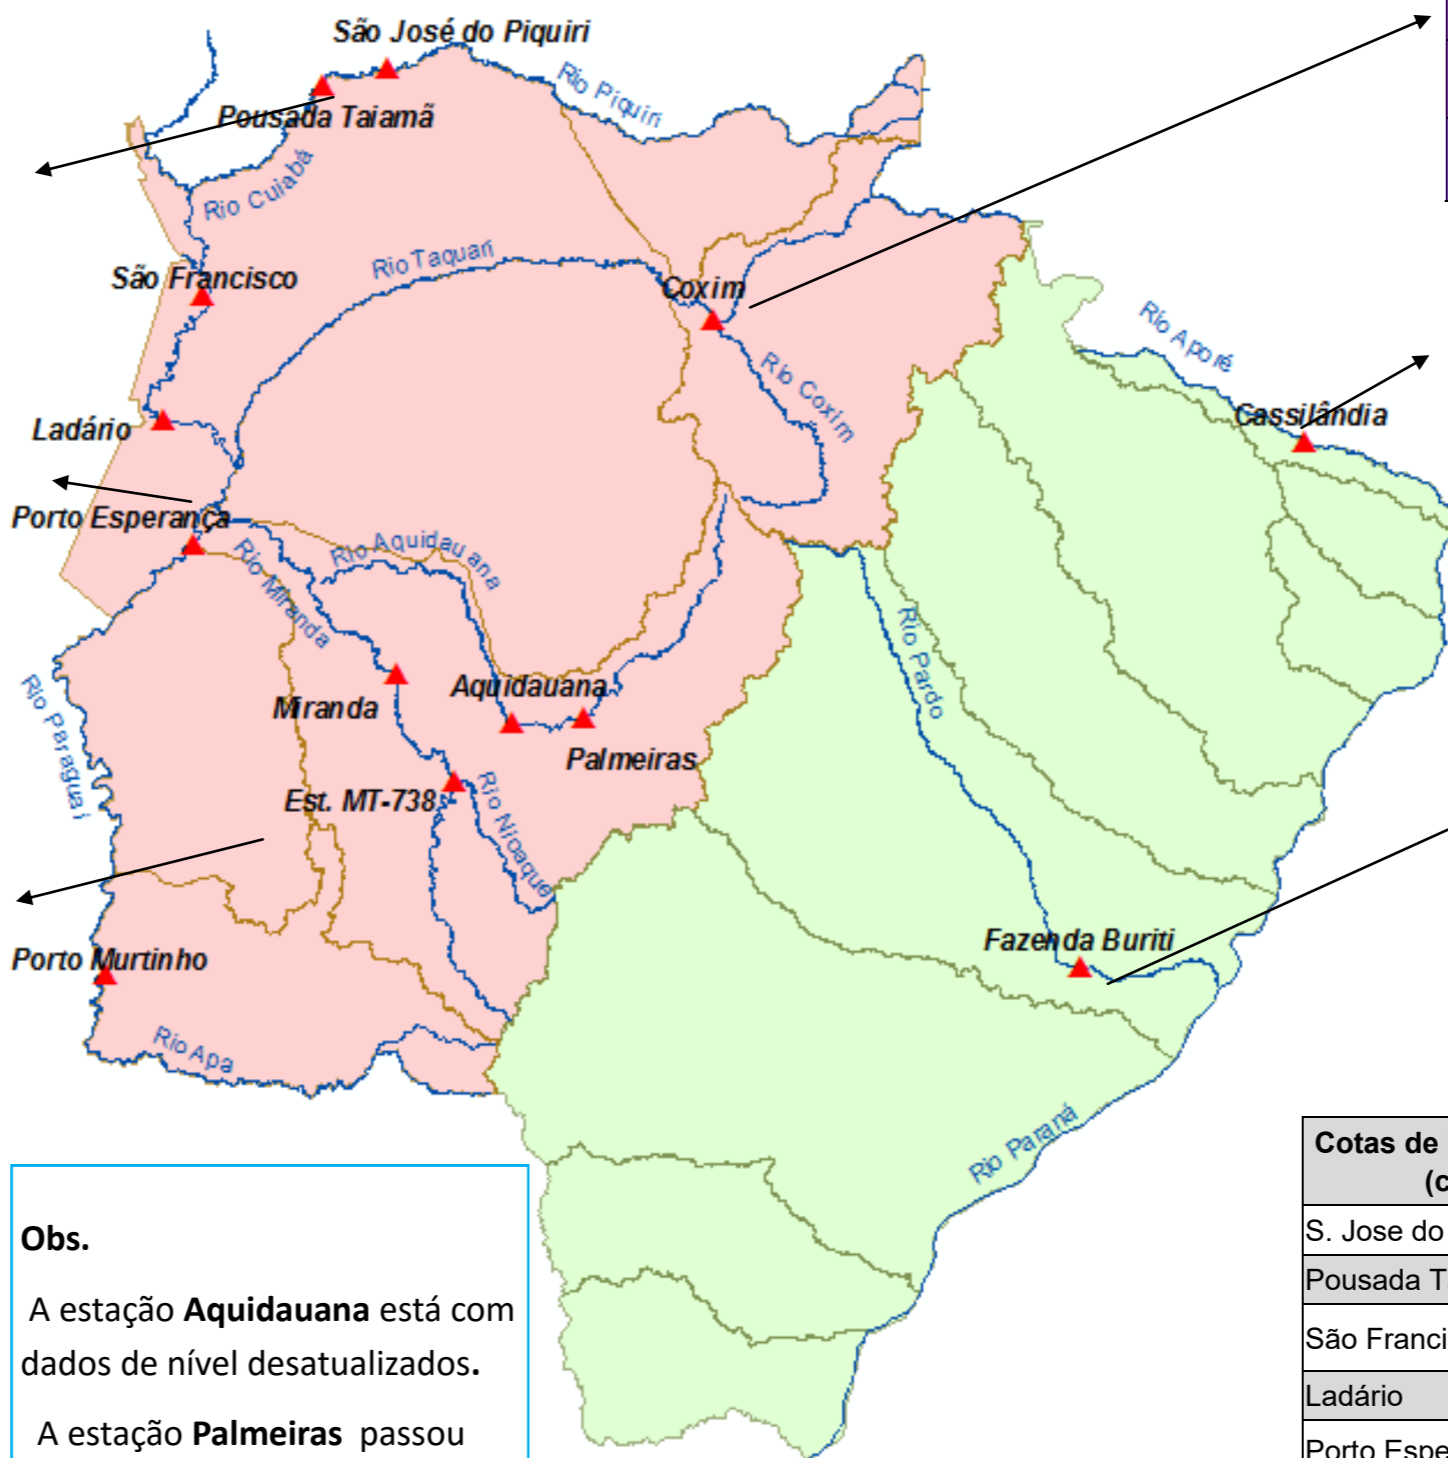 São José do Piquiri
Rio Piquiri
Pousada Taiamã
Rio Cuiabá
Rio Taquari
São Francisco
Coxim
Rio Coxim
Rio Aporé
Cassilândia
Ladário
Porto Esperança
Rio Miranda
Rio Aquidauana
Rio Pardo
Rio Paraguai
Miranda
Aquidauana
Palmeiras
Est. MT-738
Rio Nioaque
Porto Murtinho
Fazenda Buriti
Rio Apa
Rio Paraná
Obs.
A estação Aquidauana está com
dados de nível desatualizados.
A estação Palmeiras passou
Cotas de
(c
S. Jose do
Pousada T
São Franci
Ladário
Porto Espe